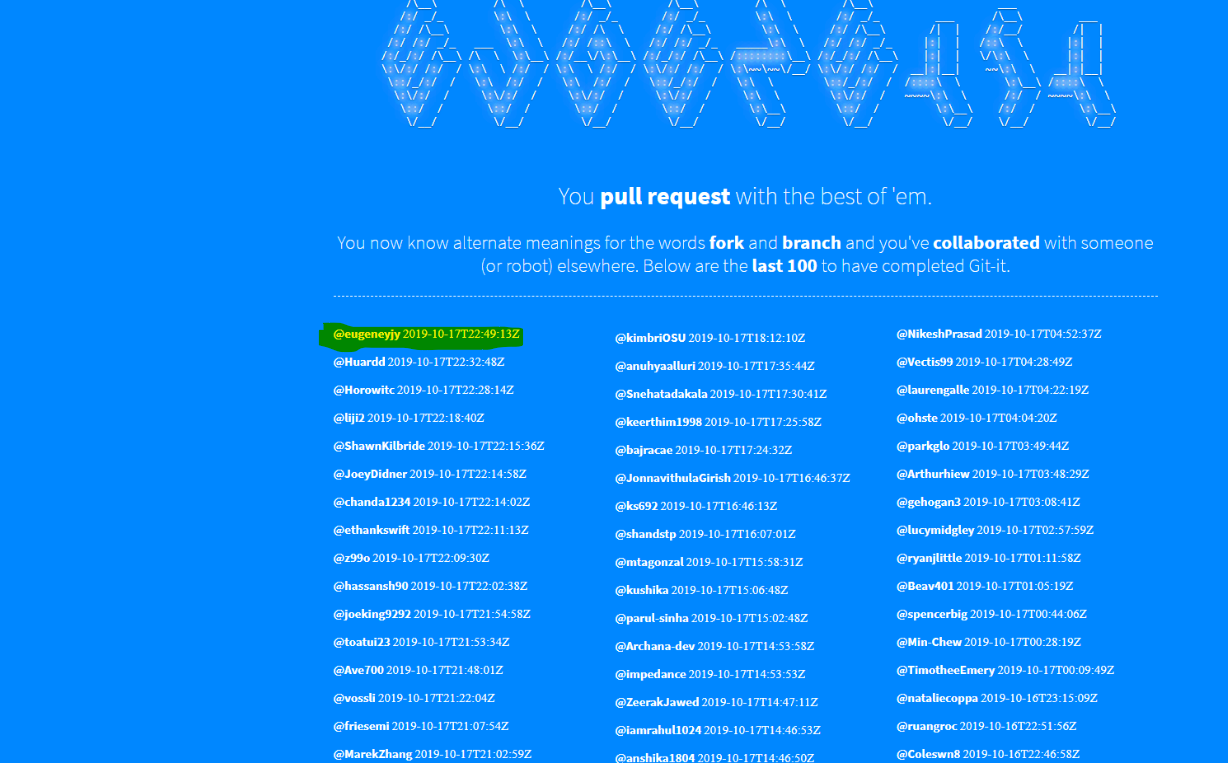 You pull request with the best of 'em.
You now know alternate meanings for the words fork and branch and you've collaborated with someone
(or robot) elsewhere. Below are the last 100 to have completed Git-it.
@eugeneyjy 2019-10-17T22:49:13Z
@Huardd 2019-10-17T22:32:48Z
@Horowitc 2019-10-17T22:28:14Z
@liji2 2019-10-17T22:18:40Z
@ShawnKilbride 2019-10-17T22:15:36Z
@JoeyDidner 2019-10-17T22:14:58Z
@chanda1234 2019-10-17T22:14:02Z
@ethankswift 2019-10-17T22:11:13Z
@z99o 2019-10-17T22:09:30Z
@hassansh90 2019-10-17T22:02:38Z
@joeking9292 2019-10-17T21:54:58Z
@toatui23 2019-10-17T21:53:34Z
@Ave700 2019-10-17T21:48:01Z
@vossli 2019-10-17T21:22:04Z
@friesemi 2019-10-17T21:07:54Z
@MarekZhang 2019-10-17T21:02:59Z
@kimbriOSU 2019-10-17T18:12:10Z
@anuhyaalluri 2019-10-17T17:35:44Z
@Snehatadakala 2019-10-17T17:30:41Z
@keerthim1998 2019-10-17T17:25:58Z
@bajracae 2019-10-17T17:24:32Z
@JonnavithulaGirish 2019-10-17T16:46:37Z
@ks692 2019-10-17T16:46:13Z
@shandstp 2019-10-17T16:07:01Z
@mtagonzal 2019-10-17T15:58:31Z
@kushika 2019-10-17T15:06:48Z
@parul-sinha 2019-10-17T15:02:48Z
@Archana-dev 2019-10-17T14:53:58Z
@impedance 2019-10-17T14:53:53Z
@ZeerakJawed 2019-10-17T14:47:11Z
@iamrahul1024 2019-10-17T14:46:53Z
@anshika1804 2019-10-17T14:46:50Z
@NikeshPrasad 2019-10-17T04:52:37Z
@Vectis99 2019-10-17T04:28:49Z
@laurengalle 2019-10-17T04:22:19Z
@ohste 2019-10-17T04:04:20Z
@parkglo 2019-10-17T03:49:44Z
@Arthurhiew 2019-10-17T03:48:29Z
@gehogan3 2019-10-17T03:08:41Z
@lucymidgley 2019-10-17T02:57:59Z
@ryanjlittle 2019-10-17T01:11:58Z
@Beav401 2019-10-17T01:05:19Z
@spencerbig 2019-10-17T00:44:06Z
@Min-Chew 2019-10-17T00:28:19Z
@TimotheeEmery 2019-10-17T00:09:49Z
@nataliecoppa 2019-10-16T23:15:09Z
@ruangroc 2019-10-16T22:51:56Z
@Coleswn8 2019-10-16T22:46:58Z